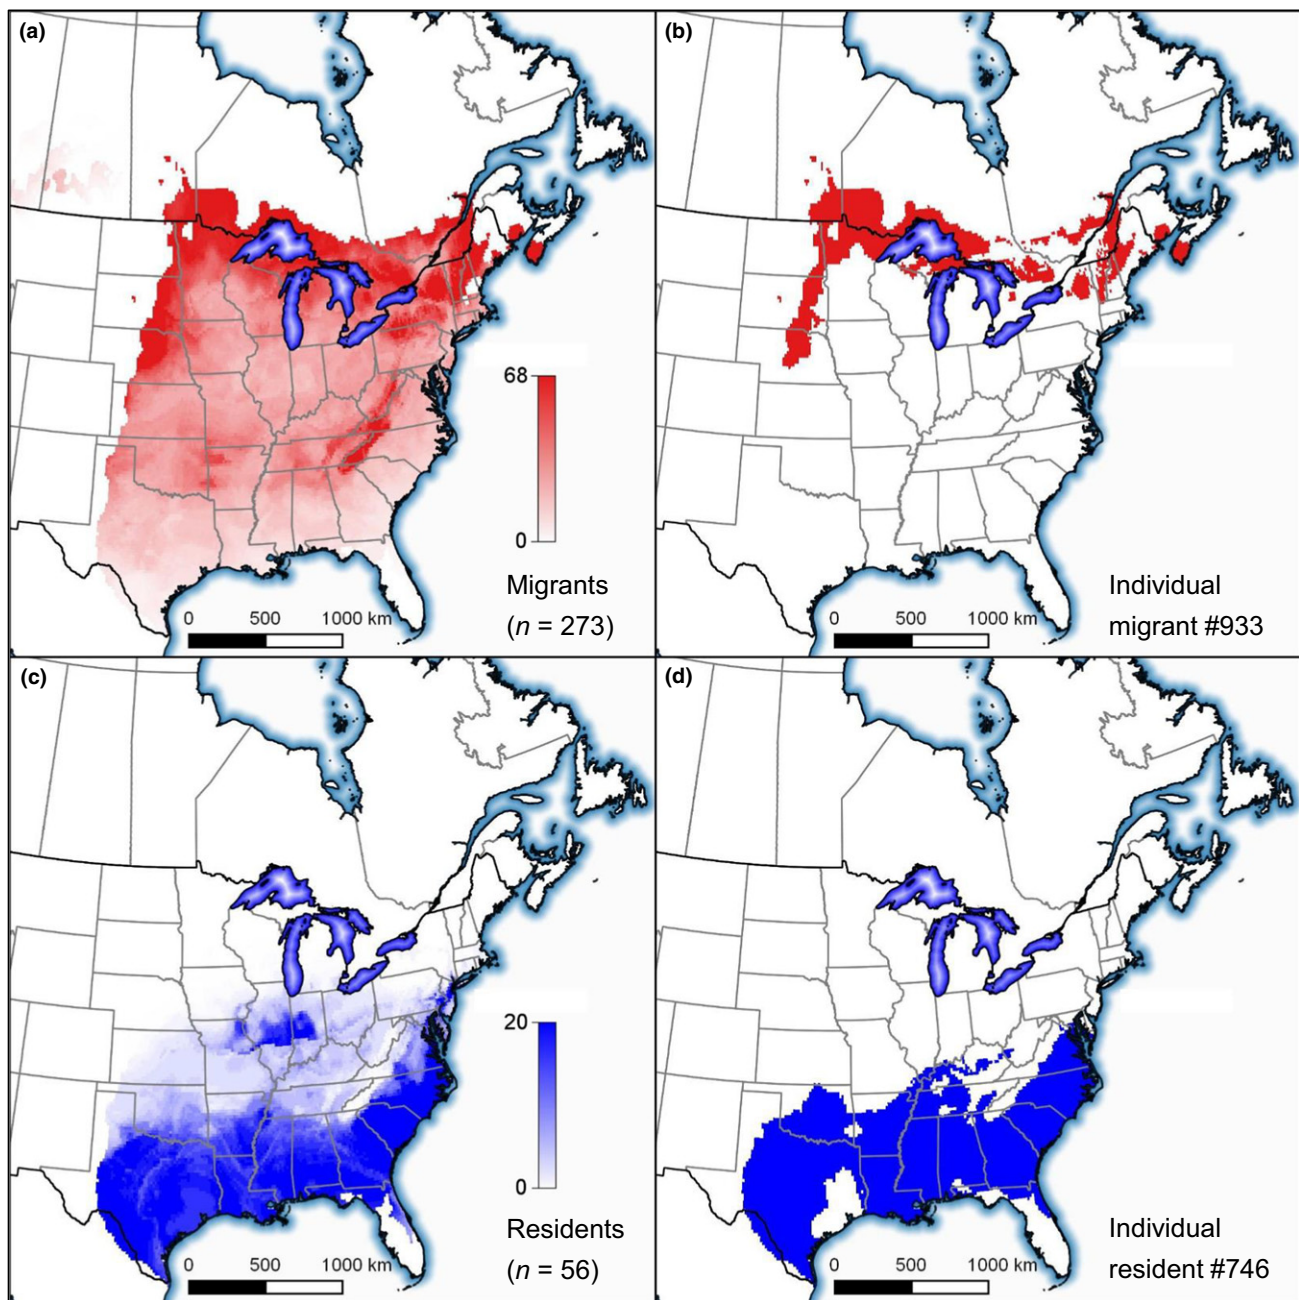 (a)
68
0
Migrants
(n = 273)
0 500 1000 km
(b)
Individual
migrant #933
0 500 1000 km
(c)
20
0
Residents
(n = 56)
0 500 1000 km
(d)
Individual
resident #746
0 500 1000 km